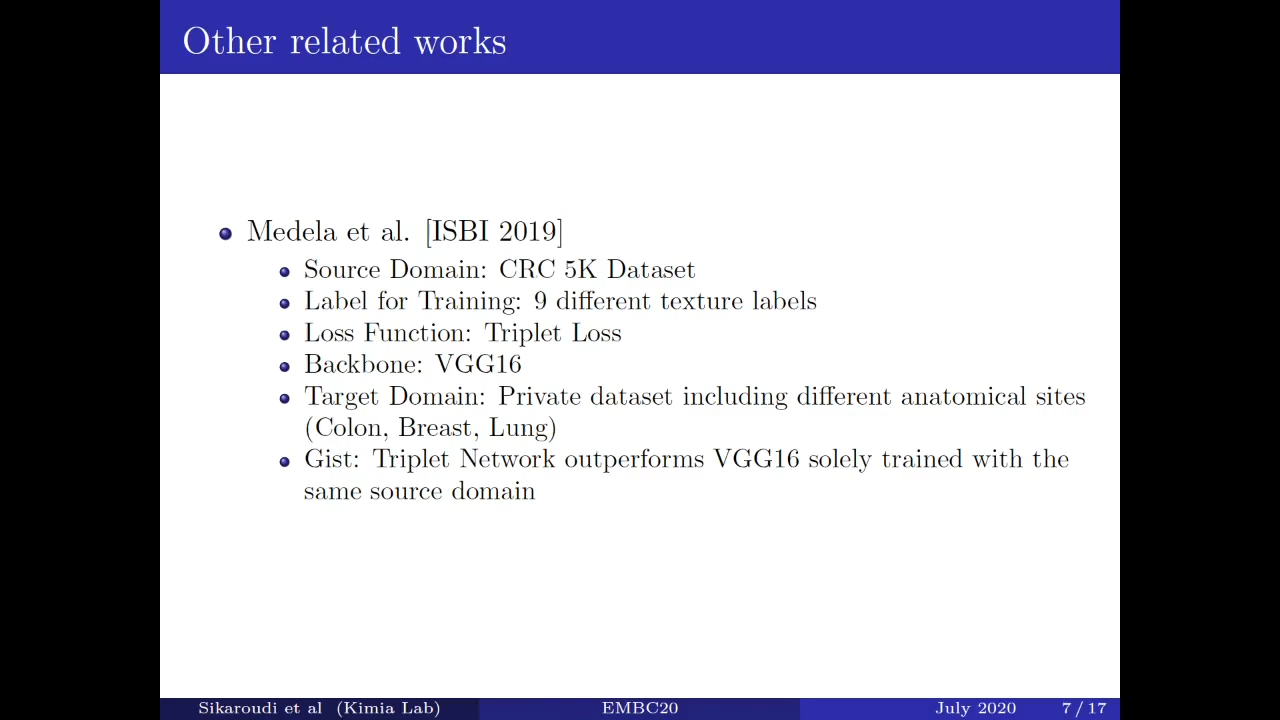 Other related works
Medela et al. [ISBI 2019]
Source Domain: CRC 5K Dataset
Label for Training: 9 different texture labels
Loss Function: Triplet Loss
Backbone: VGG16
Target Domain: Private dataset including different anatomical sites
(Colon, Breast, Lung)
Gist: Triplet Network outperforms VGG16 solely trained with the
same source domain
Sikaroudi et al (Kimia Lab) EMBC20 July 2020 7 / 17